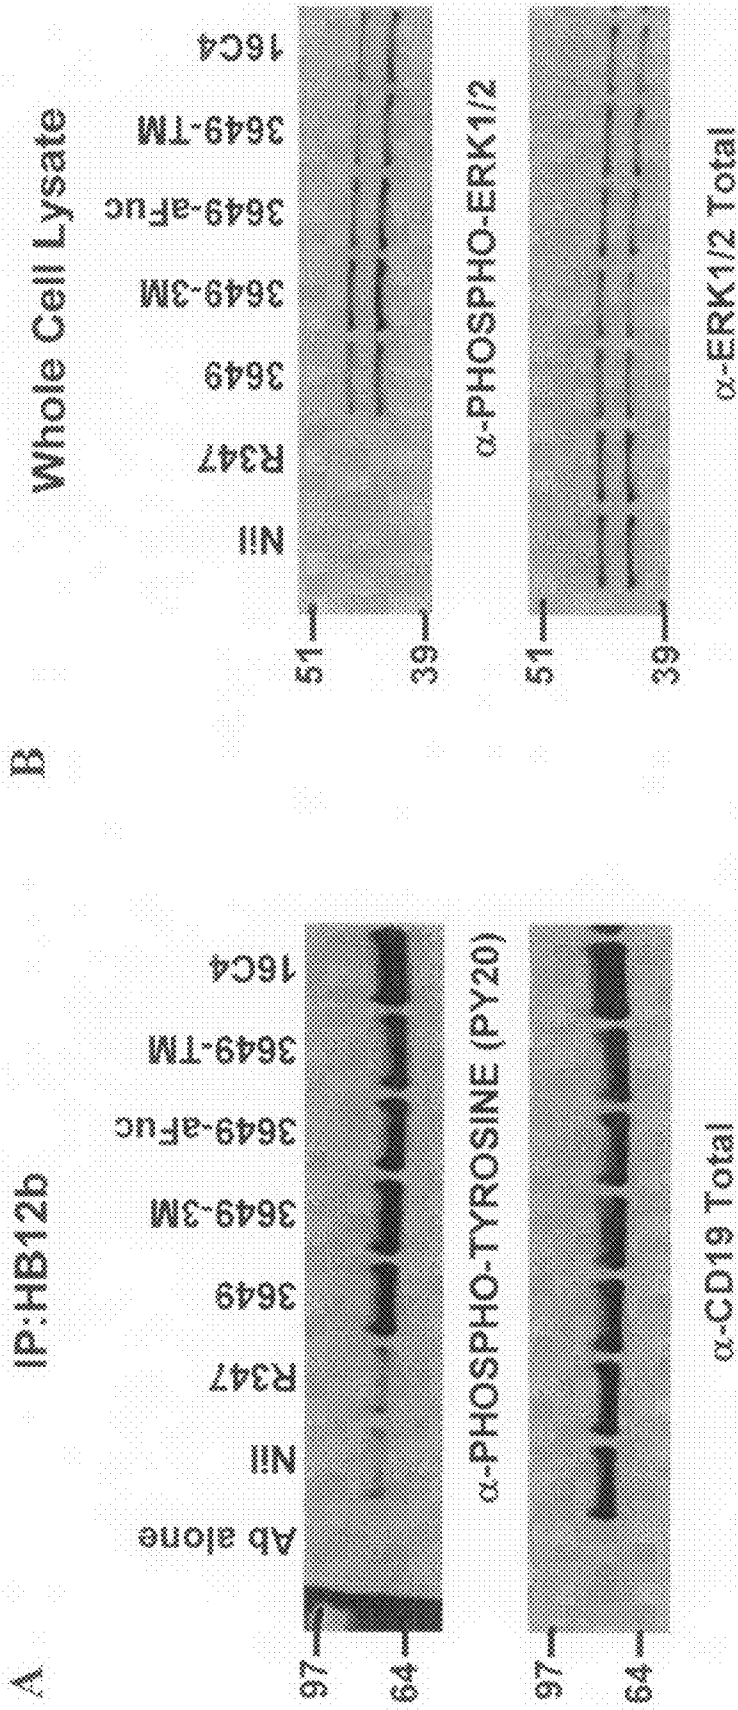 A
IP:HB12b
Ab alone
Nil
R347
3649
3649-3M
3649-aFuc
3649-TM
16C4
97
64
α-PHOSPHO-TYROSINE (PY20)
97
64
α-CD19 Total
B
Whole Cell Lysate
Nil
R347
3649
3649-3M
3649-aFuc
3649-TM
16C4
51
39
α-PHOSPHO-ERK1/2
51
39
α-ERK1/2 Total